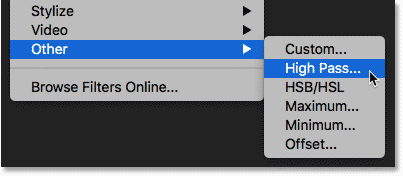 Stylize
Video
Other
Browse Filters Online...
Custom...
High Pass...
HSB/HSL
Maximum...
Minimum...
Offset...